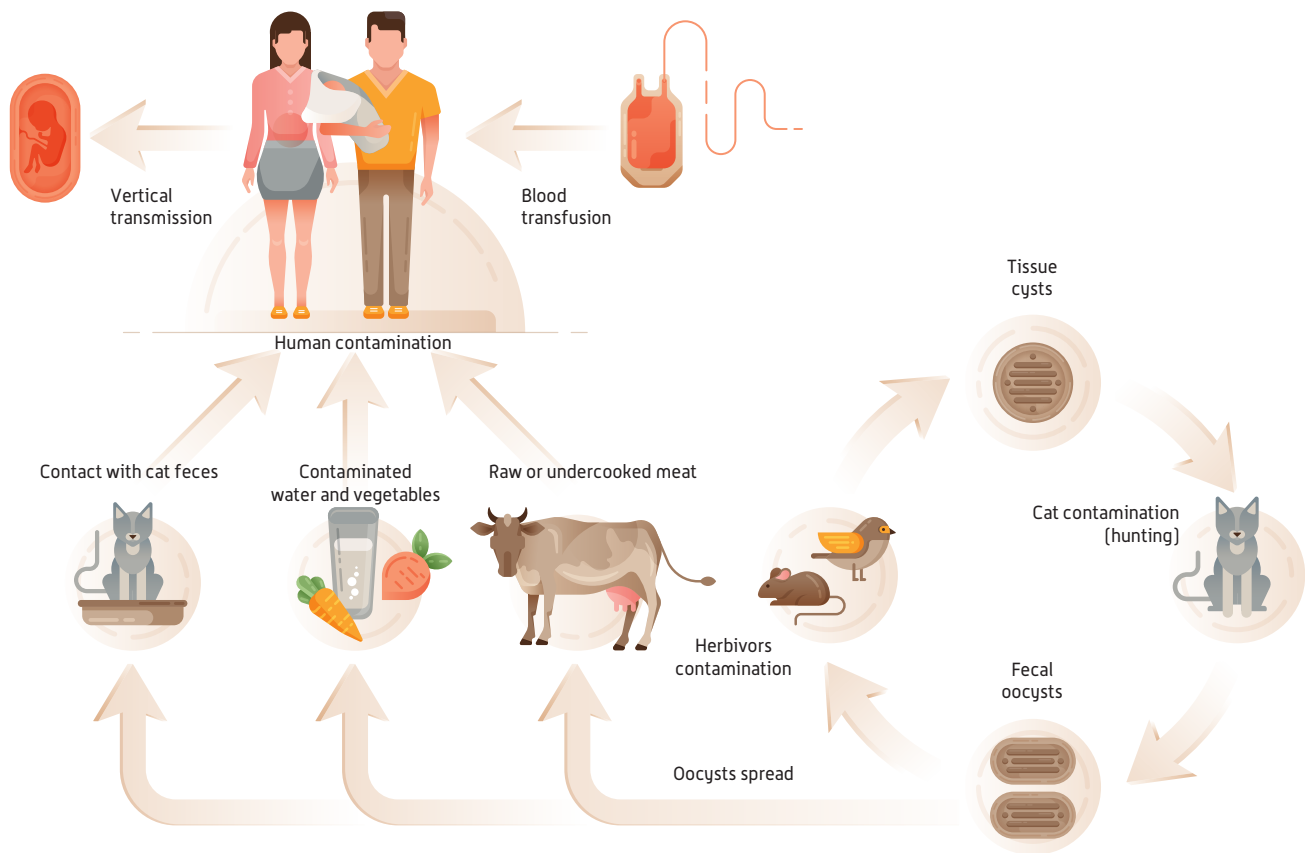 Vertical
transmission
Blood
transfusion
Tissue
cysts
Human contamination
Contact with cat feces
Contaminated
water and vegetables
Raw or undercooked meat
Cat contamination
(hunting)
Herbivors
contamination
Fecal
oocysts
Oocysts spread